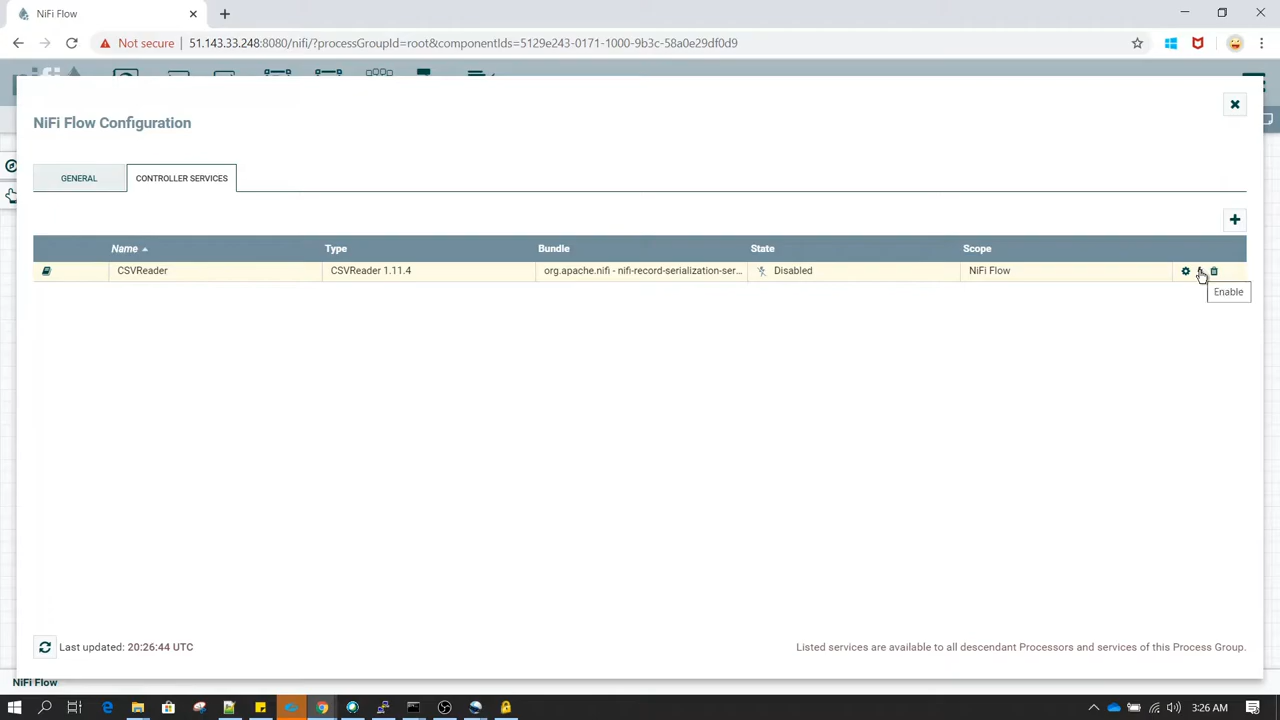 NiFi Flow
Not secure 51.143.33.248:8080/nifi/?processGroupId=root&componentIds=5129e243-0171-1000-9b3c-58a0e29df0d9
NiFi Flow Configuration
GENERAL CONTROLLER SERVICES
Name Type Bundle State Scope
CSVReader CSVReader 1.11.4 org.apache.nifi - nifi-record-serialization-ser... Disabled NiFi Flow
Enable
Last updated: 20:26:44 UTC Listed services are available to all descendant Processors and services of this Process Group.
NiFi Flow
3:26 AM